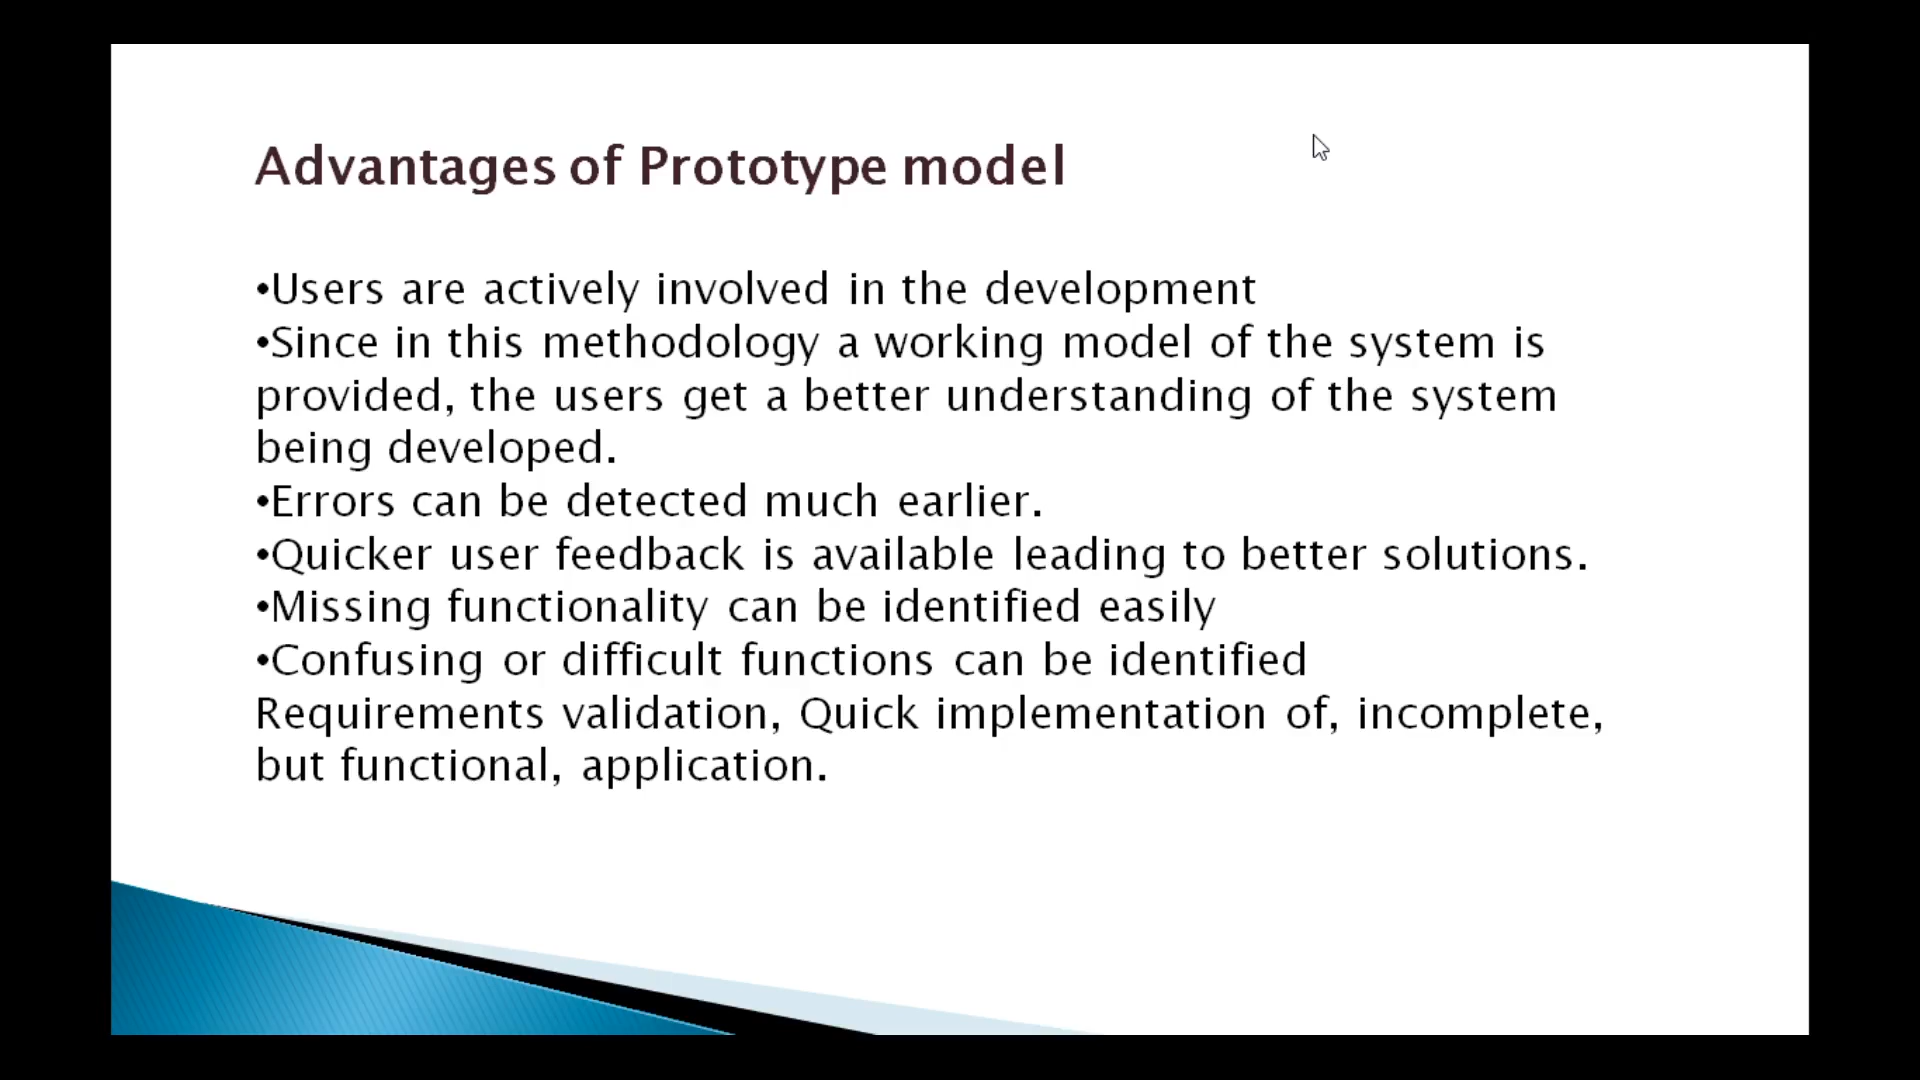 Advantages of Prototype model
•Users are actively involved in the development
•Since in this methodology a working model of the system is
provided, the users get a better understanding of the system
being developed.
•Errors can be detected much earlier.
•Quicker user feedback is available leading to better solutions.
•Missing functionality can be identified easily
•Confusing or difficult functions can be identified
Requirements validation, Quick implementation of, incomplete,
but functional, application.